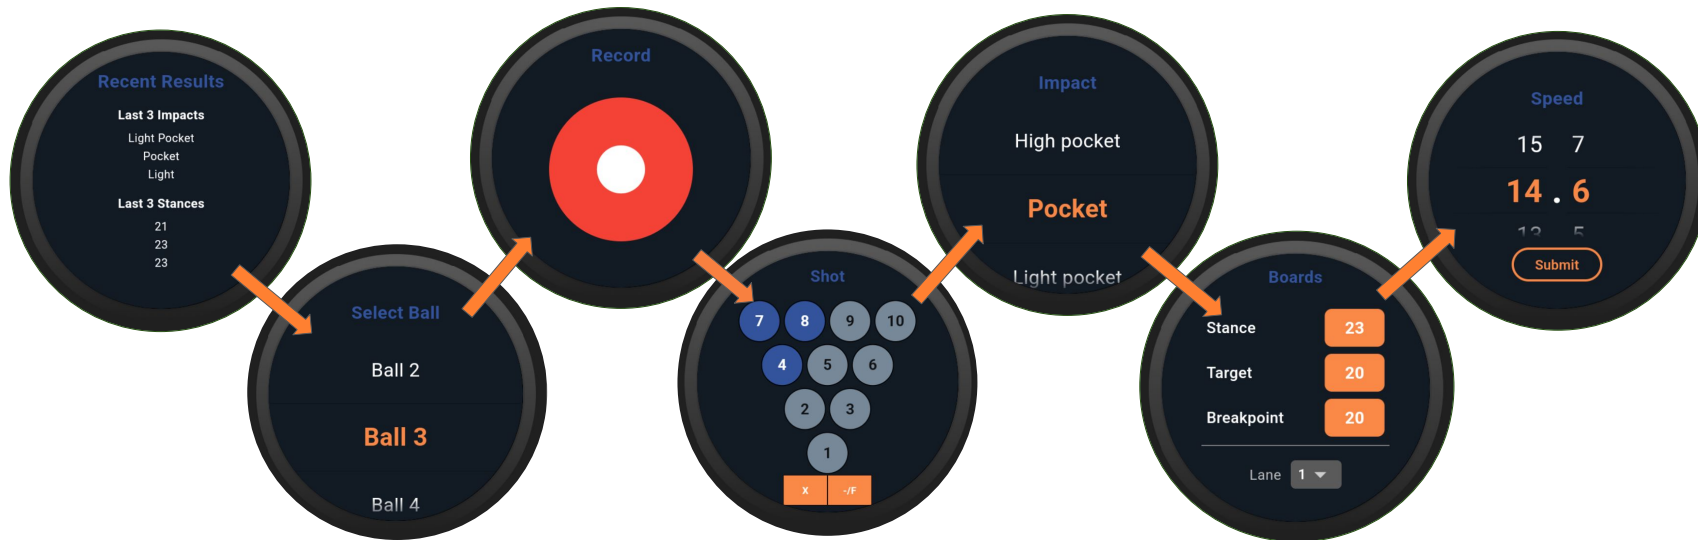 Recent Results
Last 3 Impacts
Light Pocket
Pocket
Light
Last 3 Stances
21
23
23
Select Ball
Ball 2
Ball 3
Ball 4
Record
Shot
7 8 9 10
4 5 6
2 3
1
X -/F
Impact
High pocket
Pocket
Light pocket
Boards
Stance 23
Target 20
Breakpoint 20
Lane 1
Speed
15 7
14 . 6
13 5
Submit